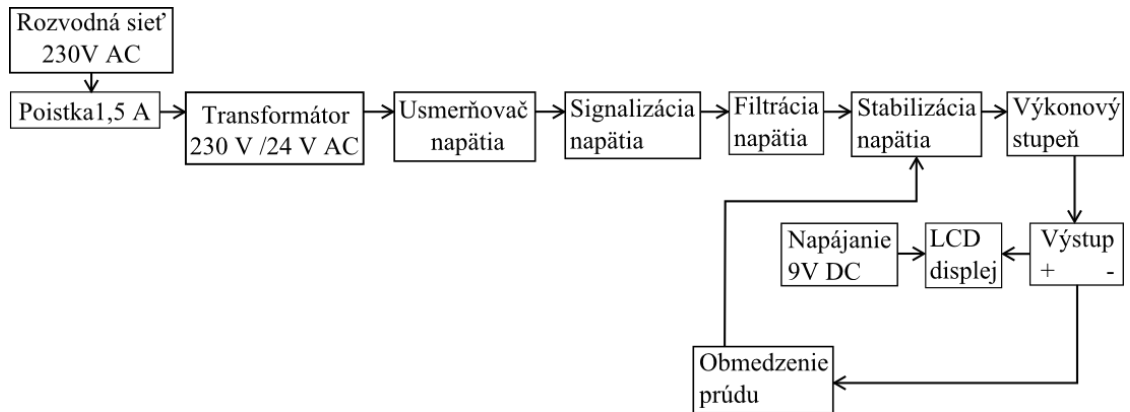 Rozvodná sieť
230V AC
Poistka1,5 A
Transformátor
230 V /24 V AC
Usmerňovač
napätia
Signalizácia
napätia
Filtrácia
napätia
Stabilizácia
napätia
Výkonový
stupeň
Napájanie
9V DC
LCD
displej
Výstup
+ -
Obmedzenie
prúdu